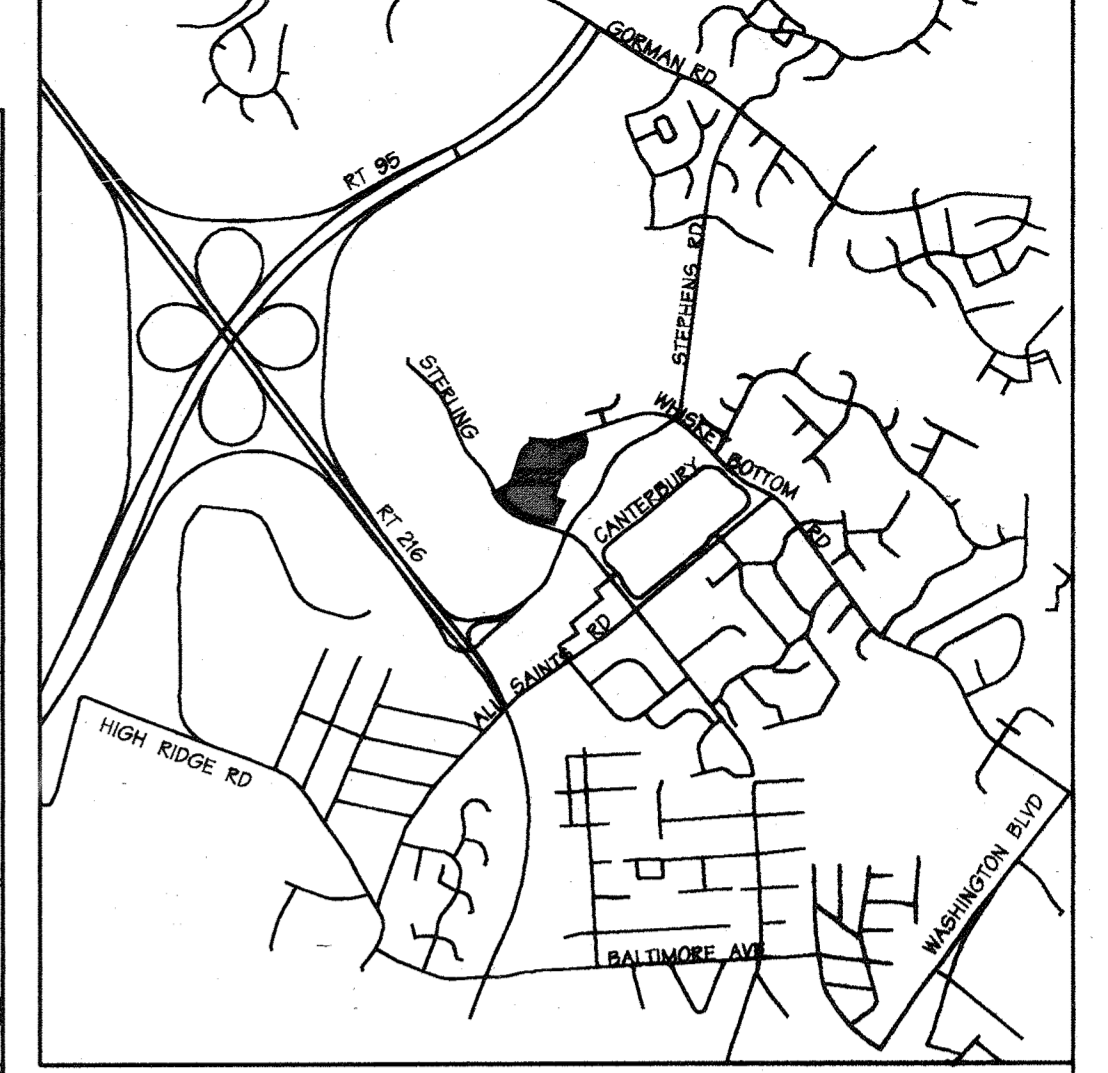 GORMAN RD
RT 95
STEPHENS RD
STERLING
WHISKEY BOTTOM RD
CANTERBURY
RT 216
ALL SAINTS RD
HIGH RIDGE RD
WASHINGTON BLVD
BALTIMORE AVE